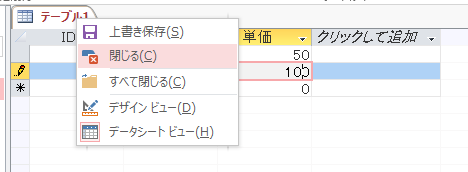 テーブル1
ID
単価
クリックして追加
上書き保存(S)
閉じる(C)
すべて閉じる(C)
デザイン ビュー(D)
データシート ビュー(H)
50
100
0